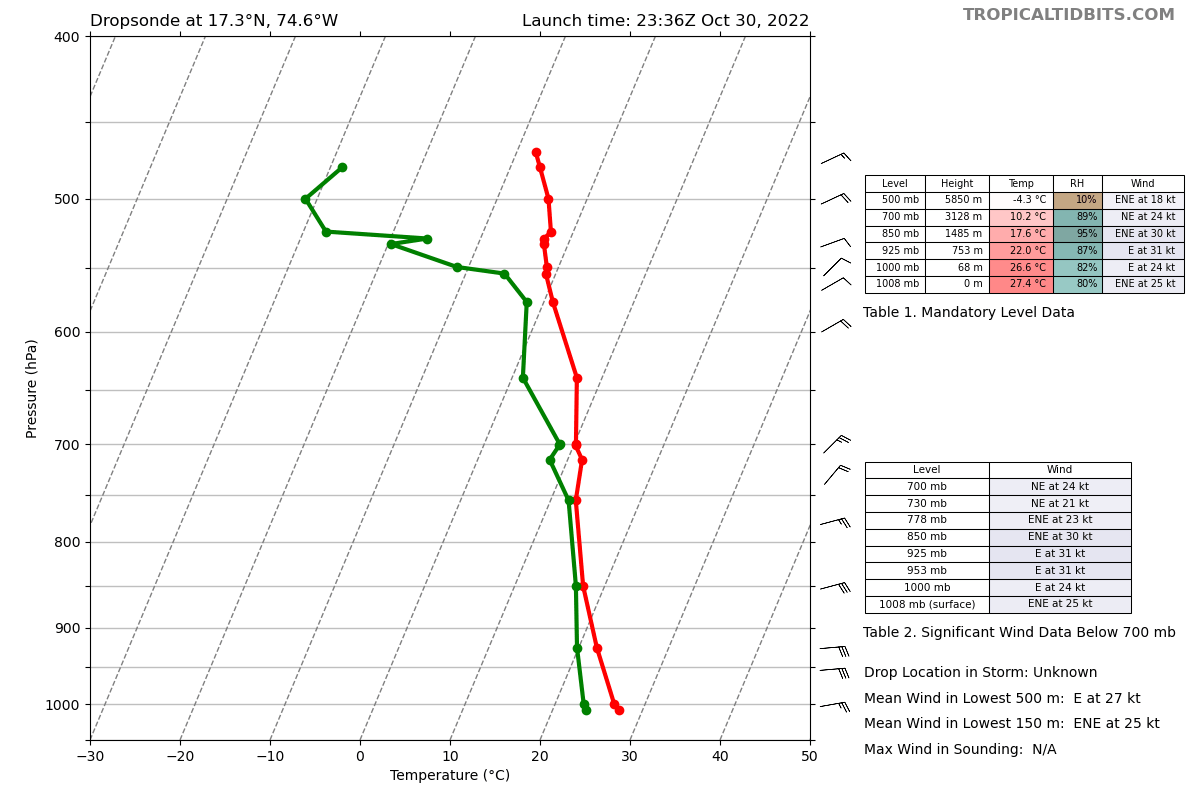 Dropsonde at 17.3°N, 74.6°W
Launch time: 23:36Z Oct 30, 2022
TROPICALTIDBITS.COM
400
500
600
700
800
900
1000
Pressure (hPa)
−30 −20 −10 0 10 20 30 40 50
Temperature (°C)
Level Height Temp RH Wind
500 mb 5850 m -4.3 °C 10% ENE at 18 kt
700 mb 3128 m 10.2 °C 89% NE at 24 kt
850 mb 1485 m 17.6 °C 95% ENE at 30 kt
925 mb 753 m 22.0 °C 87% E at 31 kt
1000 mb 68 m 26.6 °C 82% E at 24 kt
1008 mb 0 m 27.4 °C 80% ENE at 25 kt
Table 1. Mandatory Level Data
Level Wind
700 mb NE at 24 kt
730 mb NE at 21 kt
778 mb ENE at 23 kt
850 mb ENE at 30 kt
925 mb E at 31 kt
953 mb E at 31 kt
1000 mb E at 24 kt
1008 mb (surface) ENE at 25 kt
Table 2. Significant Wind Data Below 700 mb
Drop Location in Storm: Unknown
Mean Wind in Lowest 500 m: E at 27 kt
Mean Wind in Lowest 150 m: ENE at 25 kt
Max Wind in Sounding: N/A